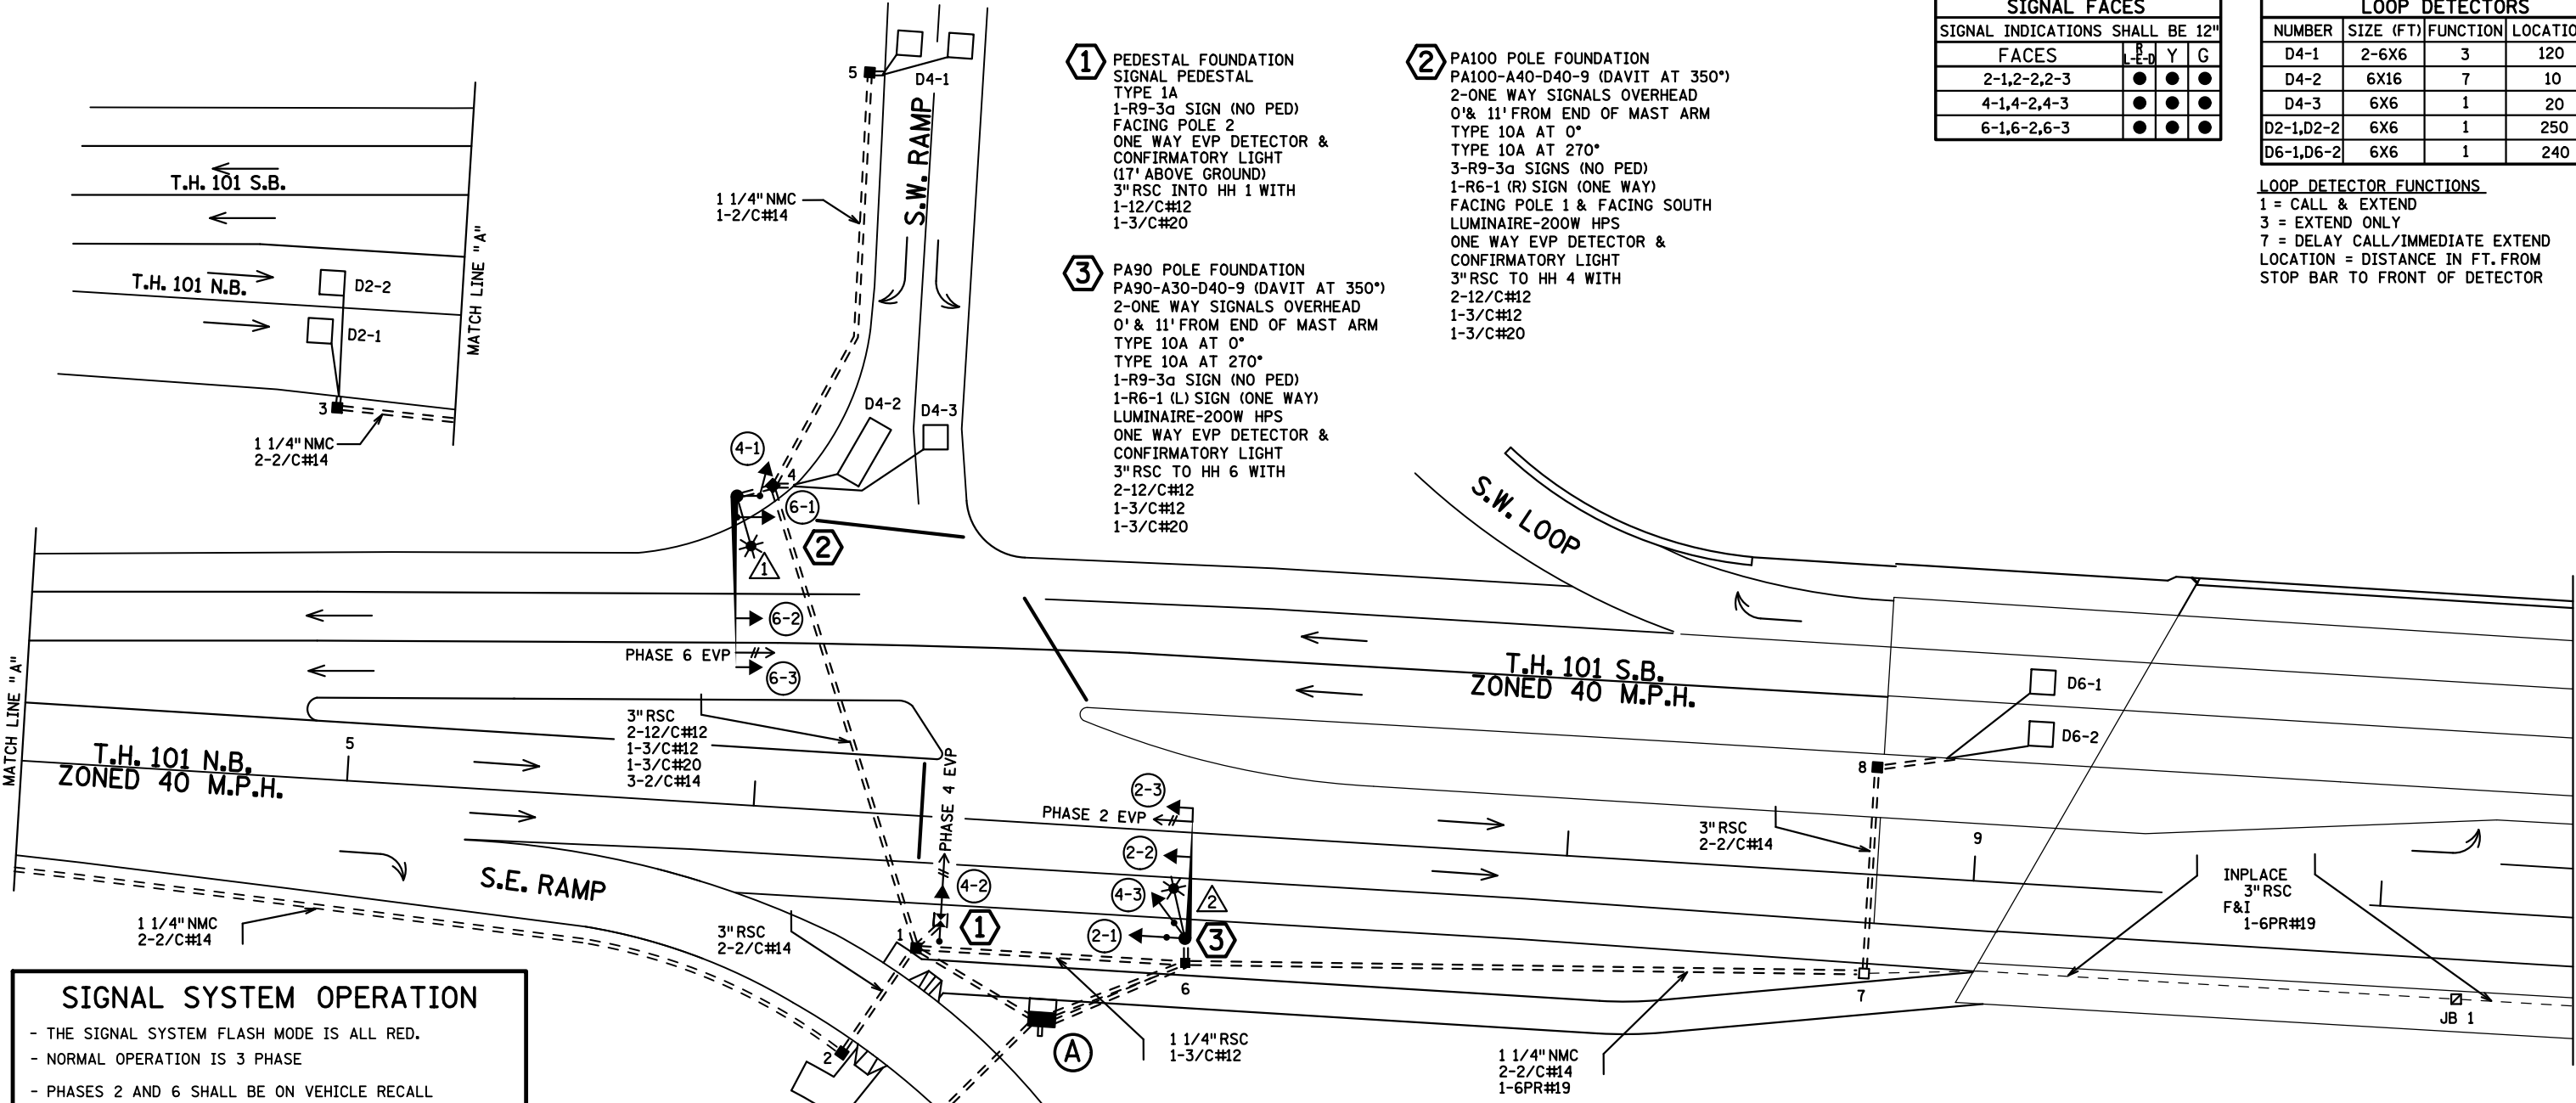 SIGNAL FACES
SIGNAL INDICATIONS SHALL BE 12"
FACES R L-E-D Y G
2-1,2-2,2-3 ● ● ●
4-1,4-2,4-3 ● ● ●
6-1,6-2,6-3 ● ● ●
LOOP DETECTORS
NUMBER SIZE (FT) FUNCTION
D4-1 2-6X6 3 120
D4-2 6X16 7 10
D4-3 6X6 1 20
D2-1,D2-2 6X6 1 250
D6-1,D6-2 6X6 1 240
LOOP DETECTOR FUNCTIONS
1 = CALL & EXTEND
3 = EXTEND ONLY
7 = DELAY CALL/IMMEDIATE EXTEND
LOCATION = DISTANCE IN FT. FROM
STOP BAR TO FRONT OF DETECTOR
1
PEDESTAL FOUNDATION
SIGNAL PEDESTAL
TYPE 1A
1-R9-3a SIGN (NO PED)
FACING POLE 2
ONE WAY EVP DETECTOR &
CONFIRMATORY LIGHT
(17' ABOVE GROUND)
3" RSC INTO HH 1 WITH
1-12/C#12
1-3/C#20
2
PA100 POLE FOUNDATION
PA100-A40-D40-9 (DAVIT AT 350°)
2-ONE WAY SIGNALS OVERHEAD
0' & 11' FROM END OF MAST ARM
TYPE 10A AT 0°
TYPE 10A AT 270°
3-R9-3a SIGNS (NO PED)
1-R6-1 (R) SIGN (ONE WAY)
FACING POLE 1 & FACING SOUTH
LUMINAIRE-200W HPS
ONE WAY EVP DETECTOR &
CONFIRMATORY LIGHT
3" RSC TO HH 4 WITH
2-12/C#12
1-3/C#12
1-3/C#20
3
PA90 POLE FOUNDATION
PA90-A30-D40-9 (DAVIT AT 350°)
2-ONE WAY SIGNALS OVERHEAD
0' & 11' FROM END OF MAST ARM
TYPE 10A AT 0°
TYPE 10A AT 270°
1-R9-3a SIGN (NO PED)
1-R6-1 (L) SIGN (ONE WAY)
LUMINAIRE-200W HPS
ONE WAY EVP DETECTOR &
CONFIRMATORY LIGHT
3" RSC TO HH 6 WITH
2-12/C#12
1-3/C#12
1-3/C#20
T.H. 101 S.B.
T.H. 101 N.B.
D2-2
D2-1
MATCH LINE "A"
3
1 1/4" NMC
2-2/C#14
5
D4-1
S.W. RAMP
1 1/4" NMC
1-2/C#14
D4-2
D4-3
4-1
4
6-1
2
1
6-2
PHASE 6 EVP
6-3
S.W. LOOP
T.H. 101 S.B.
ZONED 40 M.P.H.
D6-1
D6-2
8
MATCH LINE "A"
T.H. 101 N.B.
ZONED 40 M.P.H.
5
3" RSC
2-12/C#12
1-3/C#12
1-3/C#20
3-2/C#14
PHASE 4 EVP
PHASE 2 EVP
2-3
2-2
4-3
2
2-1
3
4-2
1
1
3" RSC
2-2/C#14
9
INPLACE
3" RSC
F&I
1-6PR#19
S.E. RAMP
1 1/4" NMC
2-2/C#14
3" RSC
2-2/C#14
2
A
6
1 1/4" RSC
1-3/C#12
1 1/4" NMC
2-2/C#14
1-6PR#19
7
JB 1
SIGNAL SYSTEM OPERATION
- THE SIGNAL SYSTEM FLASH MODE IS ALL RED.
- NORMAL OPERATION IS 3 PHASE
- PHASES 2 AND 6 SHALL BE ON VEHICLE RECALL